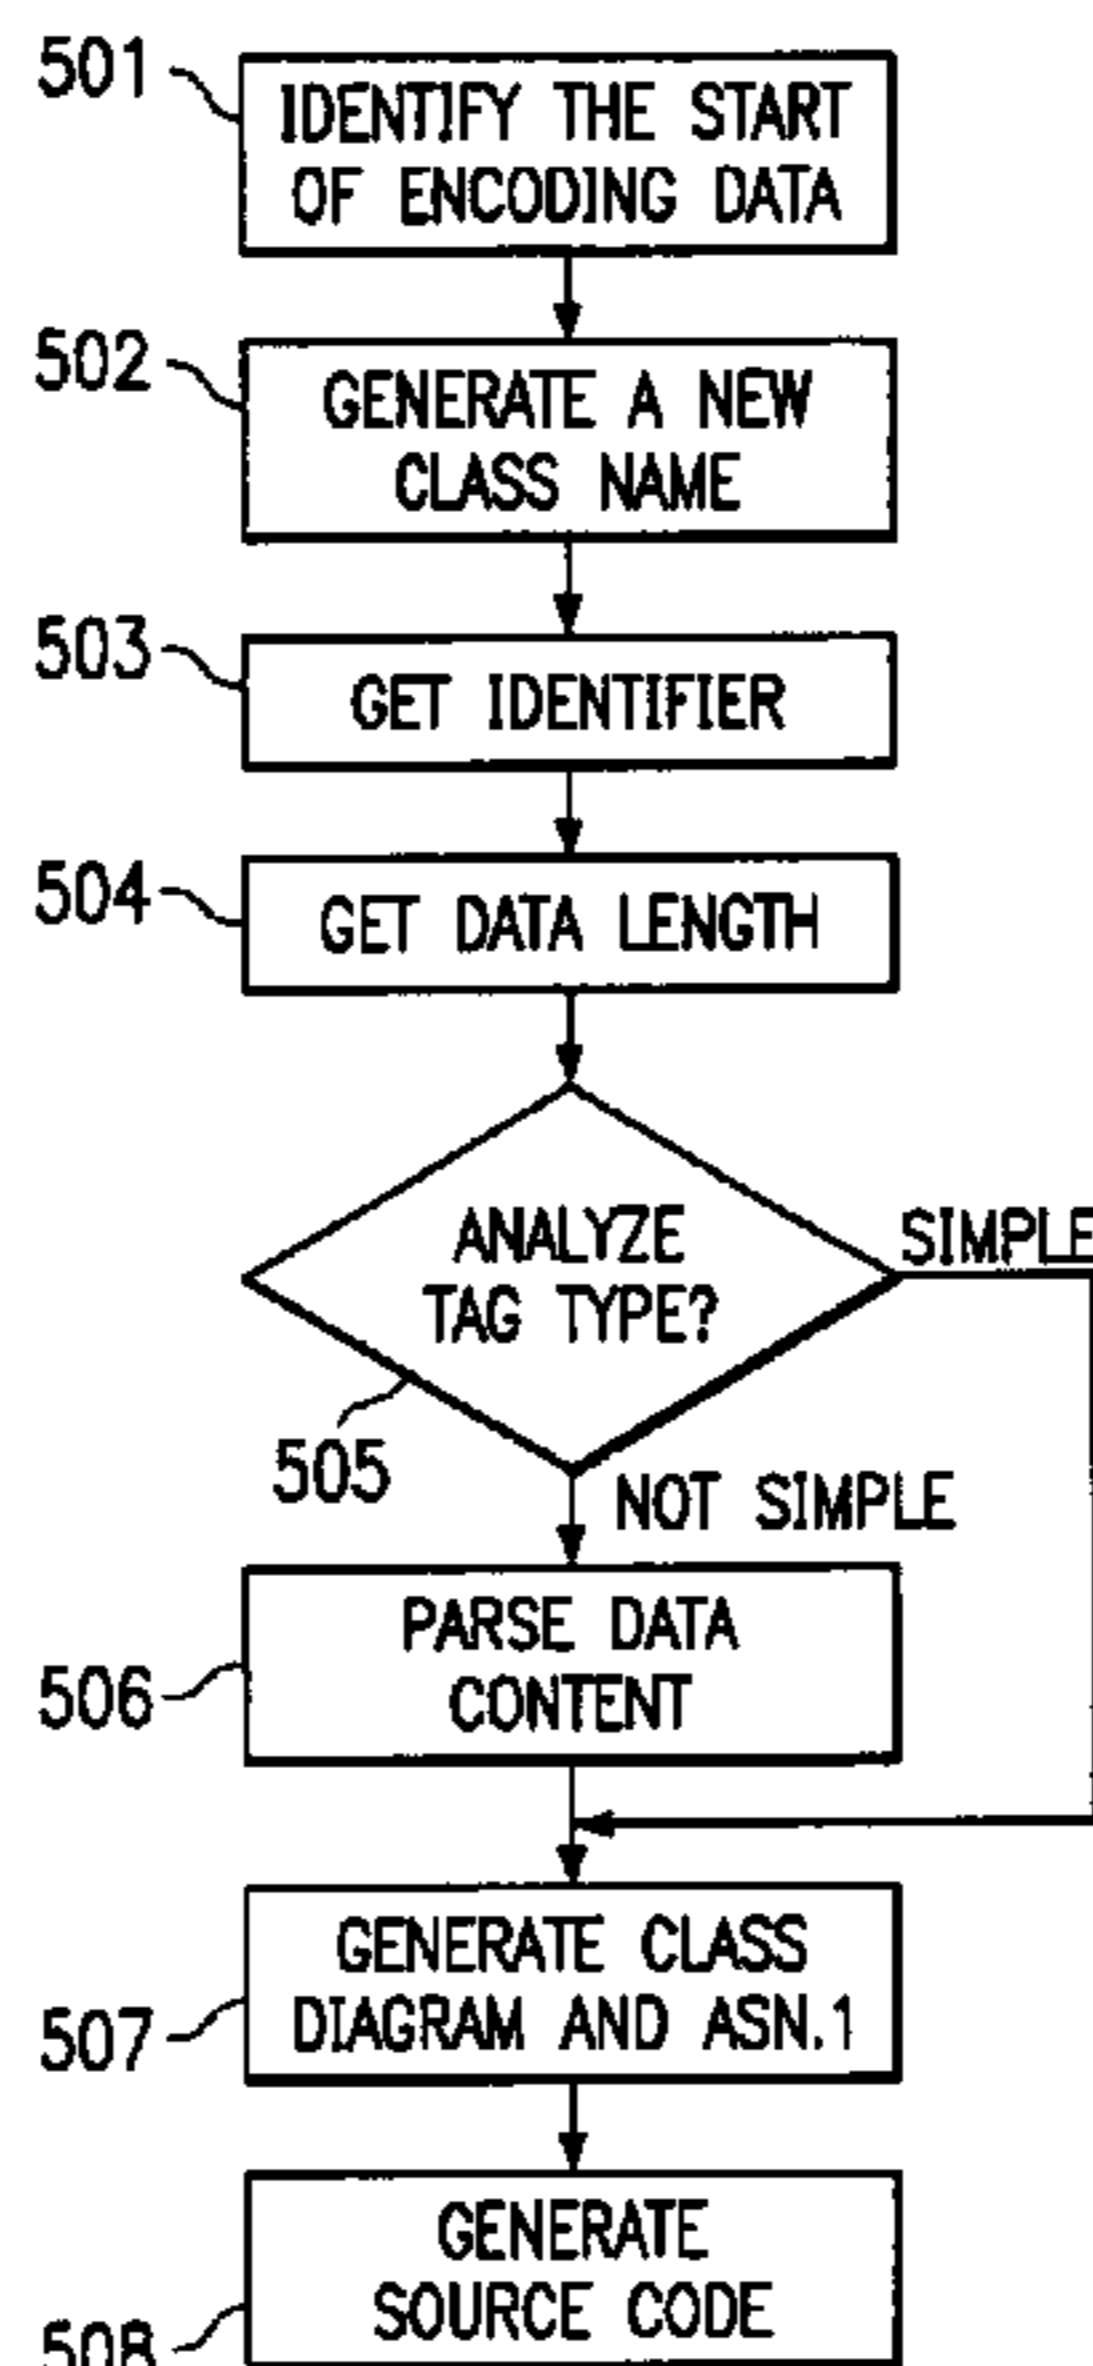 501
IDENTIFY THE START
OF ENCODING DATA
502
GENERATE A NEW
CLASS NAME
503
GET IDENTIFIER
504
GET DATA LENGTH
ANALYZE
TAG TYPE?
SIMPLE
505
NOT SIMPLE
PARSE DATA
CONTENT
506
GENERATE CLASS
DIAGRAM AND ASN.1
507
GENERATE
SOURCE CODE
508